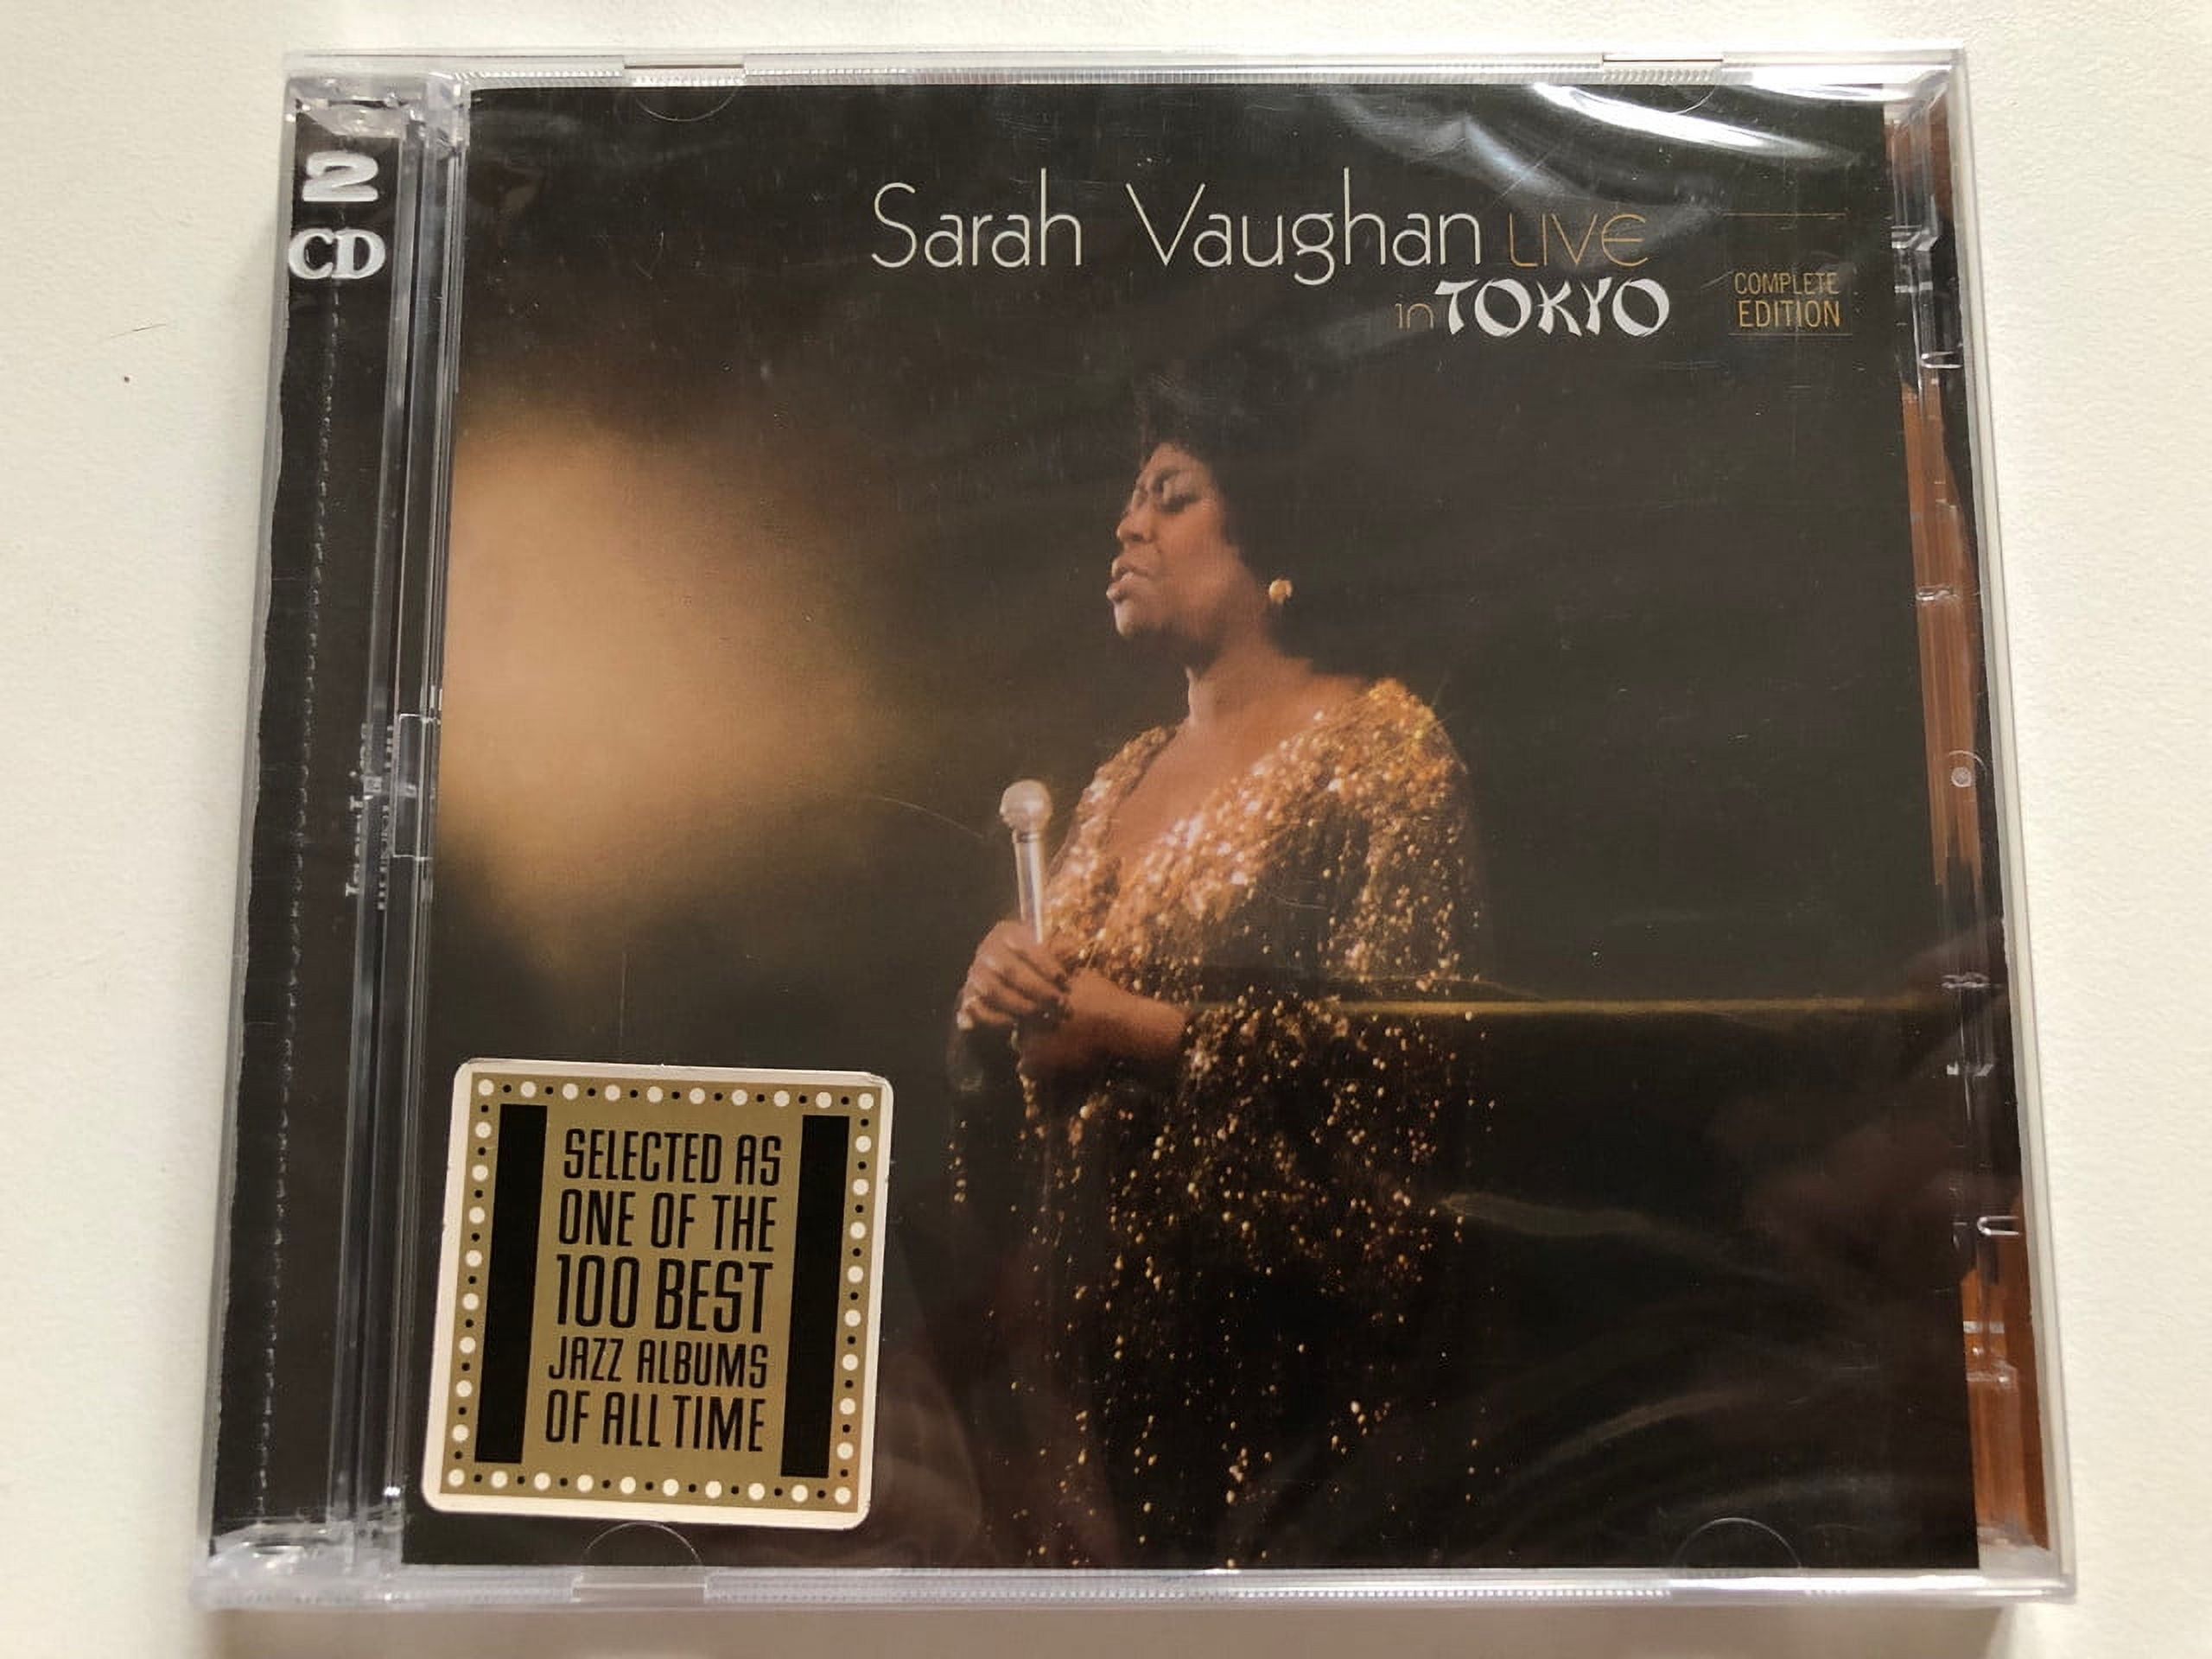 2
CD
Sarah Vaughan LIVE
in TOKYO
COMPLETE
EDITION
SELECTED AS
ONE OF THE
100 BEST
JAZZ ALBUMS
OF ALL TIME